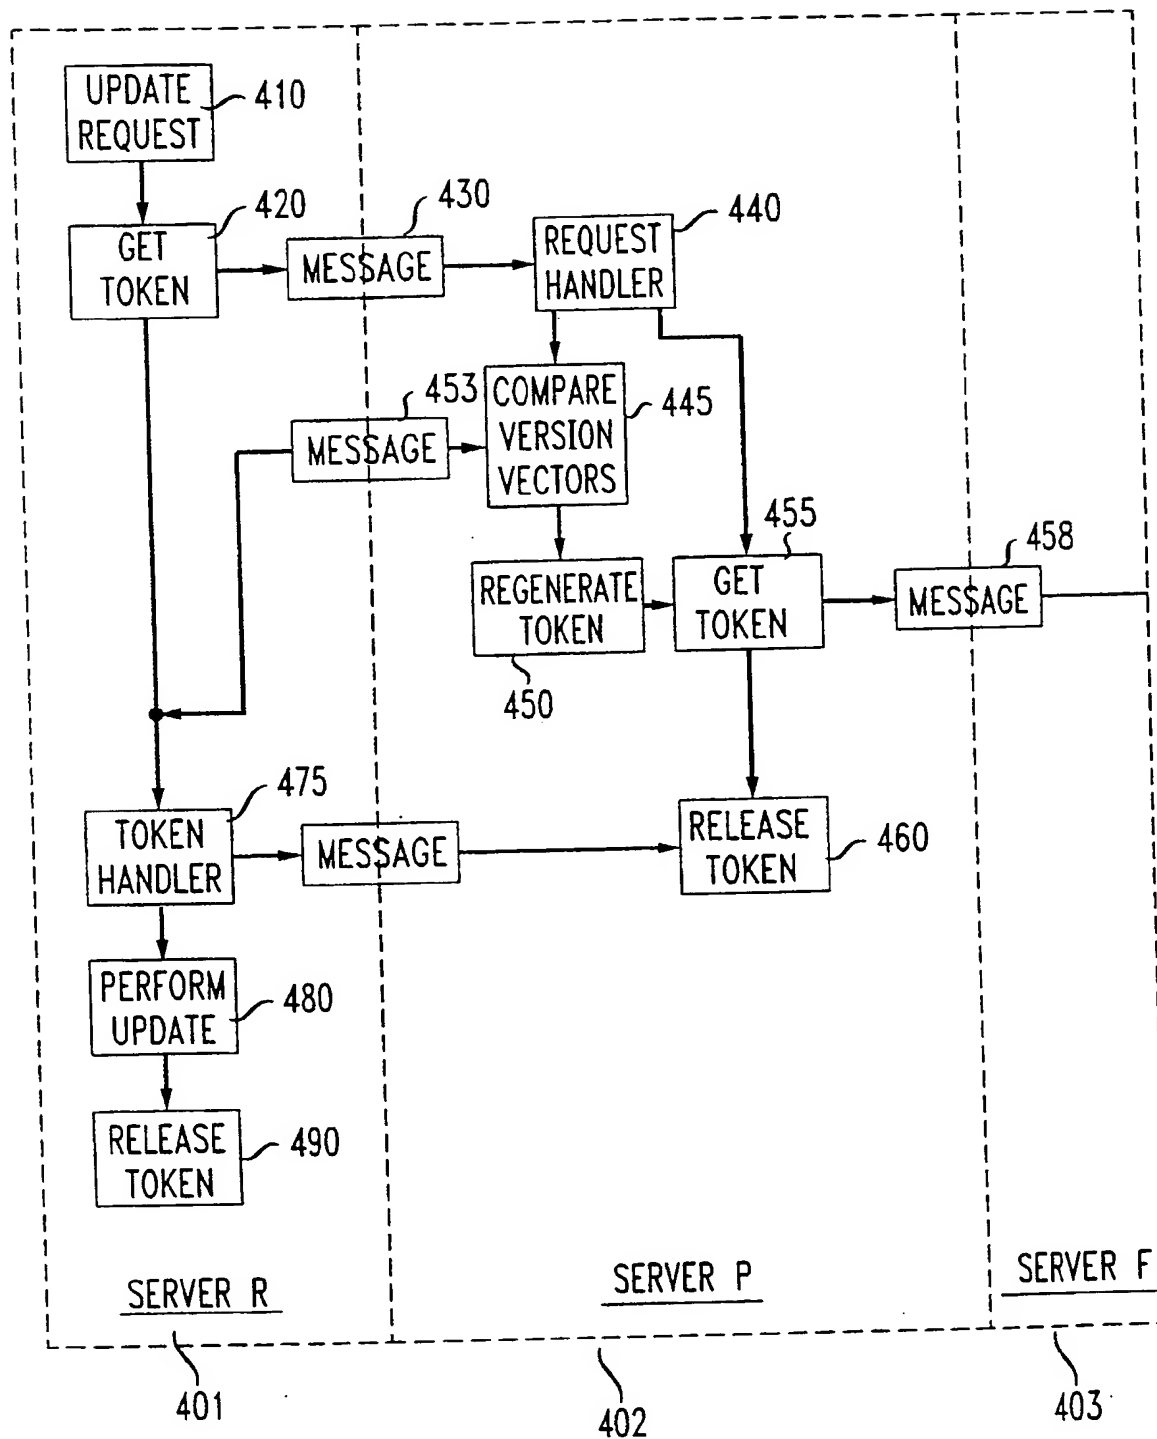 UPDATE
REQUEST
410
GET
TOKEN
420
MESSAGE
430
REQUEST
HANDLER
440
MESSAGE
453
COMPARE
VERSION
VECTORS
445
REGENERATE
TOKEN
450
GET
TOKEN
455
MESSAGE
458
TOKEN
HANDLER
475
MESSAGE
RELEASE
TOKEN
460
PERFORM
UPDATE
480
RELEASE
TOKEN
490
SERVER R
SERVER P
SERVER F
401
402
403